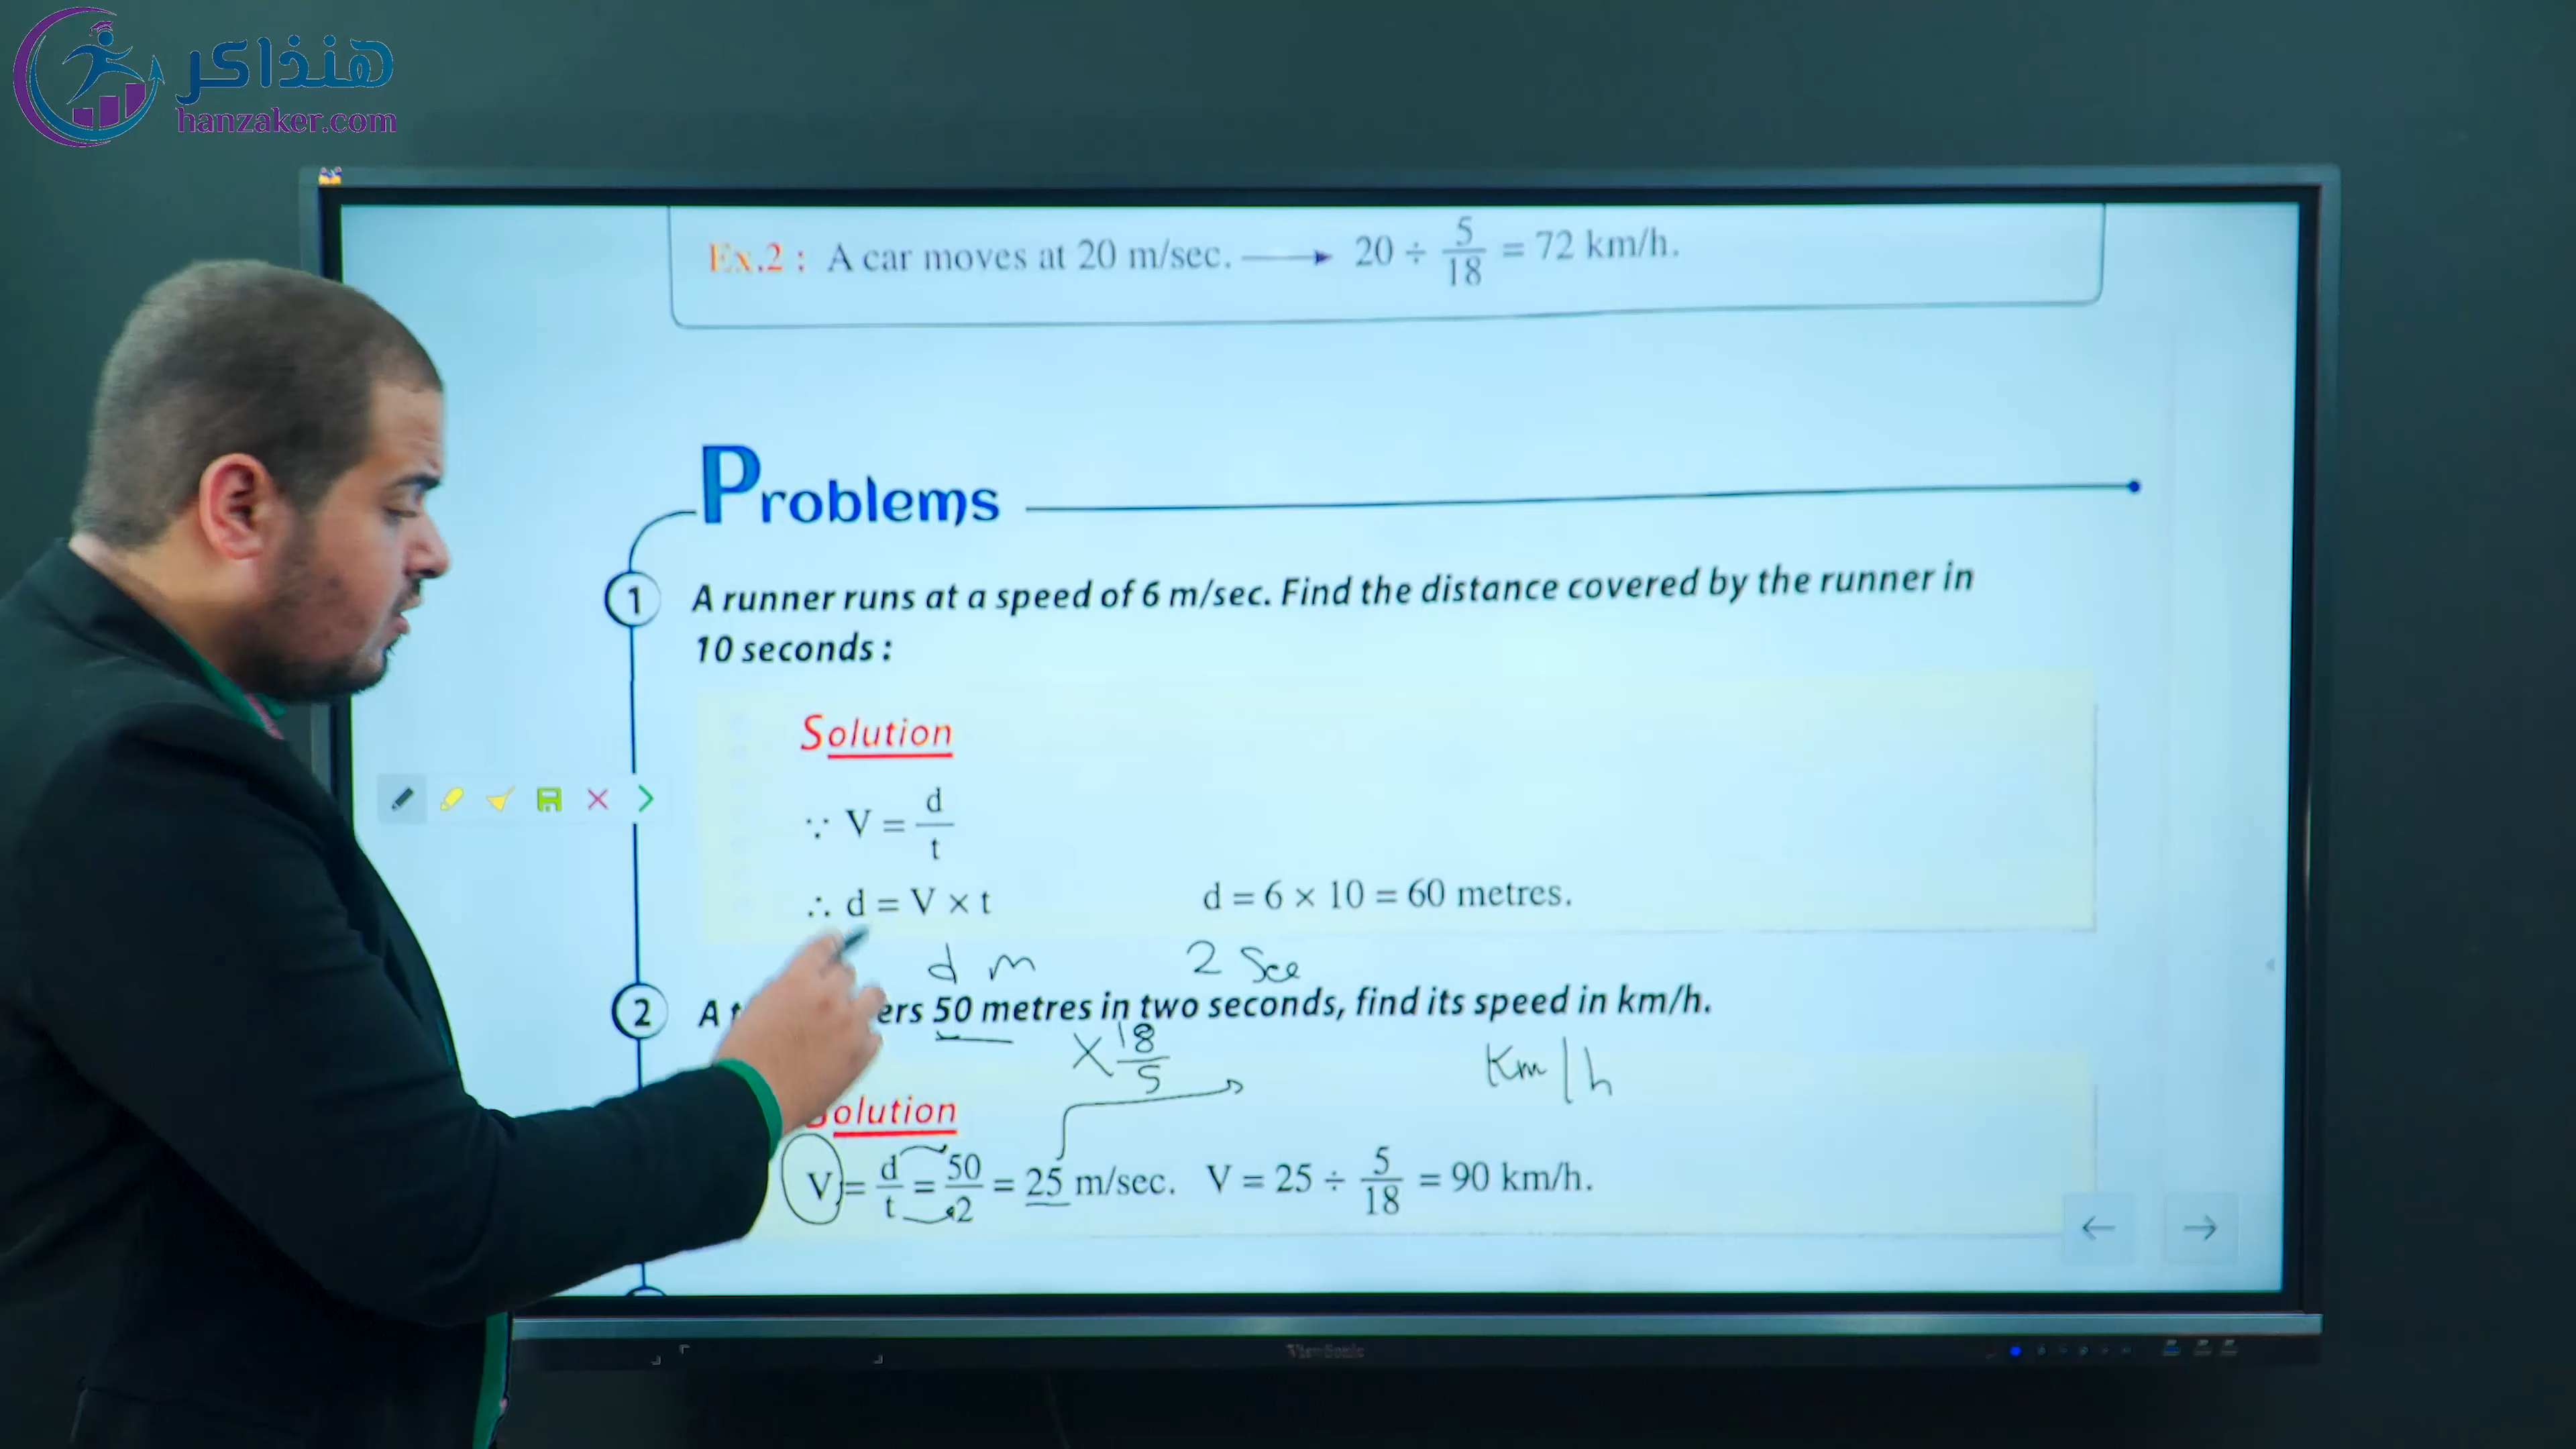 هنذاكر
hanzaker.com
Ex.2 : A car moves at 20 m/sec. → 20 ÷ 5/18 = 72 km/h.
Problems
1 A runner runs at a speed of 6 m/sec. Find the distance covered by the runner in
10 seconds :
Solution
∵ V = d/t
∴ d = V × t d = 6 × 10 = 60 metres.
d m 2 Sec
2 A ers 50 metres in two seconds, find its speed in km/h.
× 18/5 Km/h
Solution
V = d/t = 50/2 = 25 m/sec. V = 25 ÷ 5/18 = 90 km/h.
ViewSonic